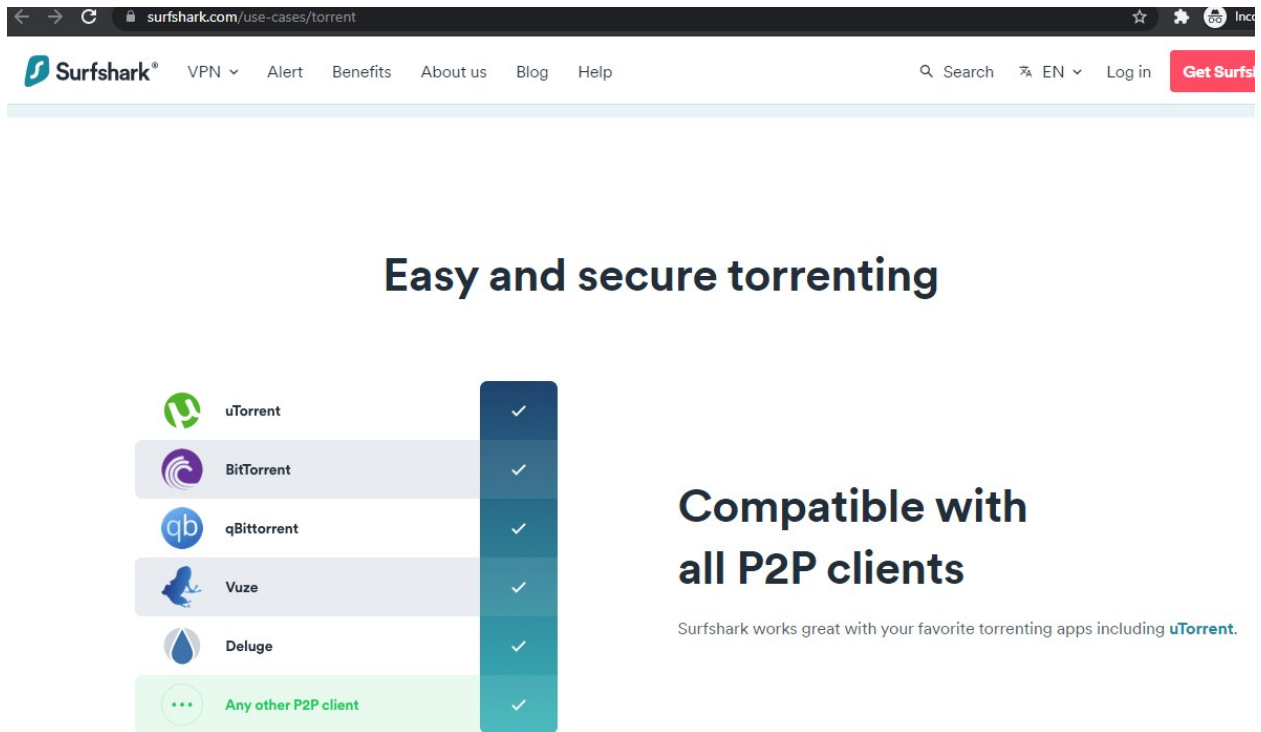 surfshark.com/use-cases/torrent
Surfshark® VPN Alert Benefits About us Blog Help Search EN Log in
Easy and secure torrenting
uTorrent
BitTorrent
qb qBittorrent
Vuze
Deluge
Any other P2P client
Compatible with
all P2P clients
Surfshark works great with your favorite torrenting apps including uTorrent.